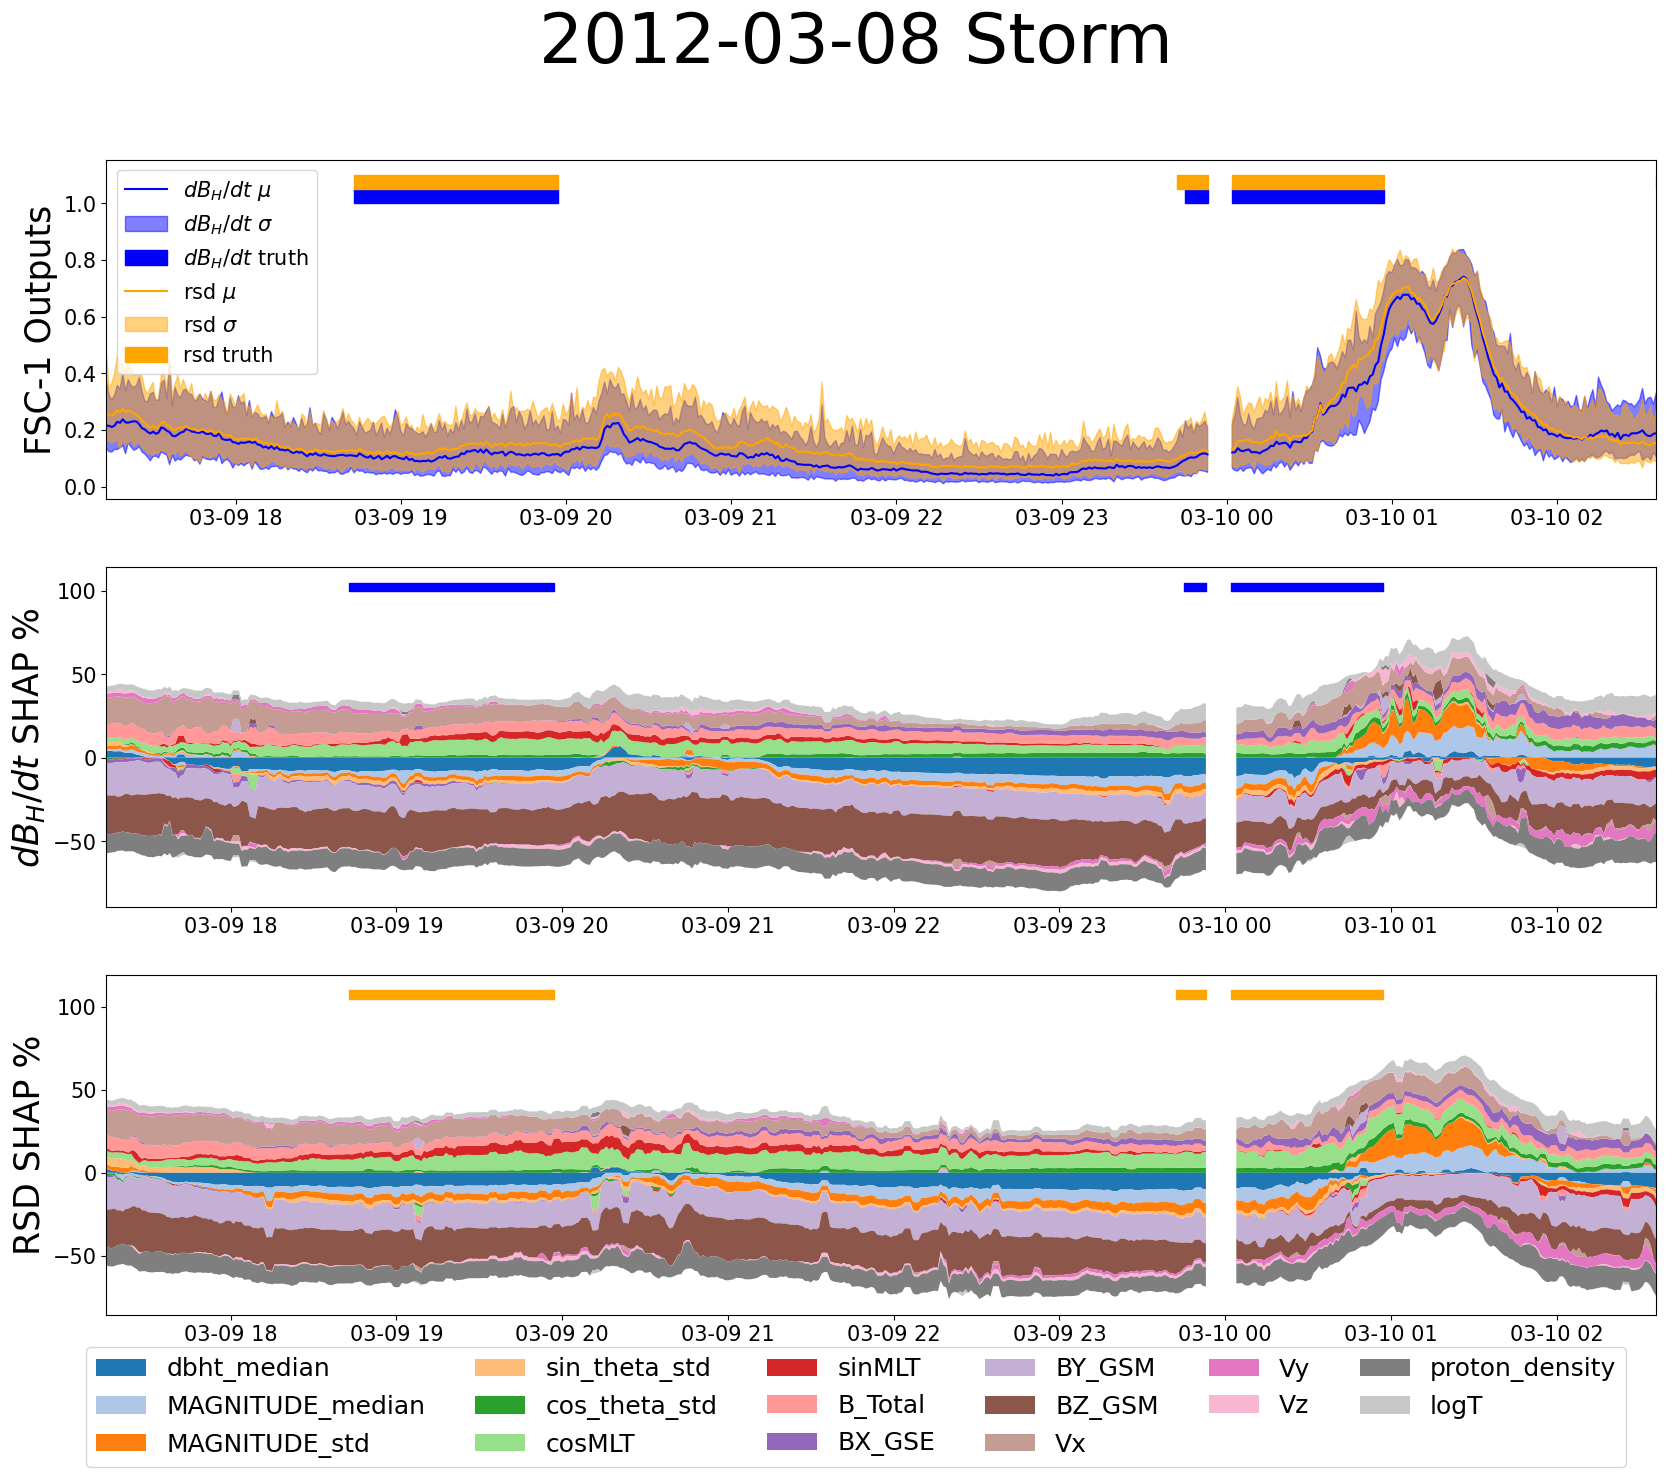 2012-03-08 Storm
FSC-1 Outputs
1.0
0.8
0.6
0.4
0.2
0.0
dB_H/dt μ
dB_H/dt σ
dB_H/dt truth
rsd μ
rsd σ
rsd truth
03-09 18 03-09 19 03-09 20 03-09 21 03-09 22 03-09 23 03-10 00 03-10 01 03-10 02
dB_H/dt SHAP %
100
50
0
−50
03-09 18 03-09 19 03-09 20 03-09 21 03-09 22 03-09 23 03-10 00 03-10 01 03-10 02
RSD SHAP %
100
50
0
−50
03-09 18 03-09 19 03-09 20 03-09 21 03-09 22 03-09 23 03-10 00 03-10 01 03-10 02
dbht_median sin_theta_std sinMLT BY_GSM Vy proton_density
MAGNITUDE_median cos_theta_std B_Total BZ_GSM Vz logT
MAGNITUDE_std cosMLT BX_GSE Vx